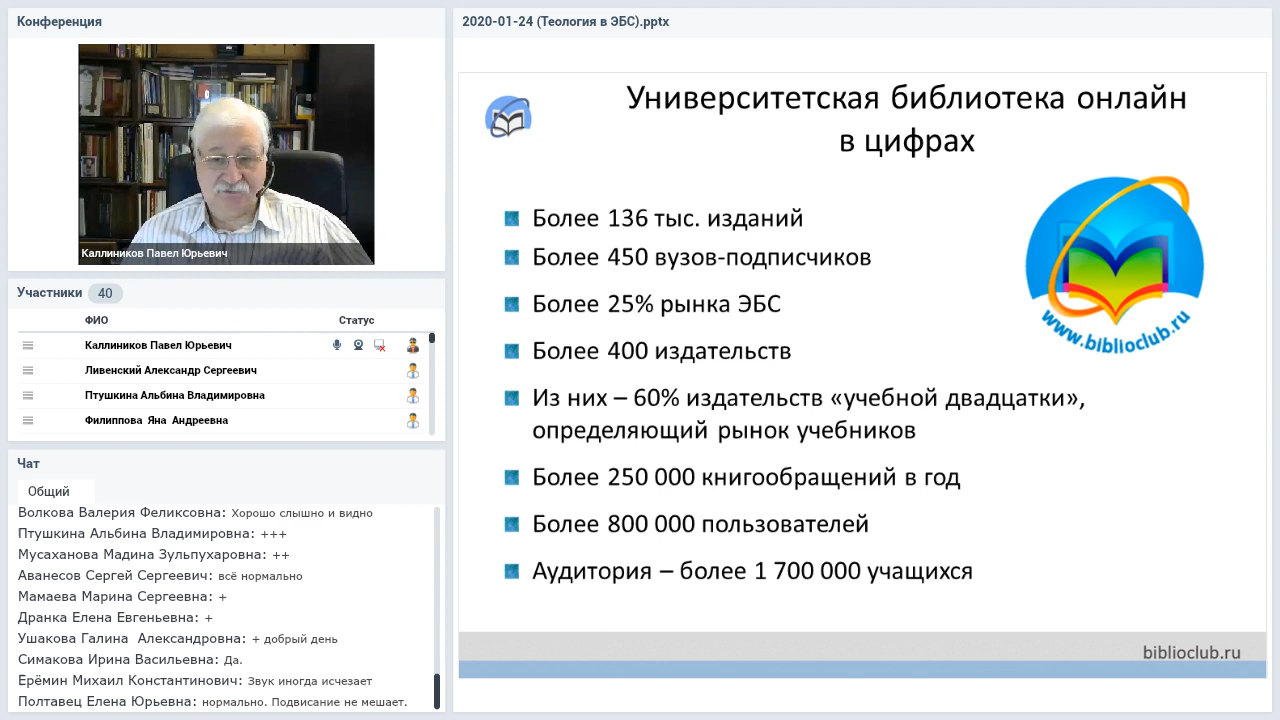 Конференция
Каллиников Павел Юрьевич
Участники 40
ФИО Статус
Каллиников Павел Юрьевич
Ливенский Александр Сергеевич
Птушкина Альбина Владимировна
Филиппова Яна Андреевна
Чат
Общий
Волкова Валерия Феликсовна: Хорошо слышно и видно
Птушкина Альбина Владимировна: +++
Мусаханова Мадина Зульпухаровна: ++
Аванесов Сергей Сергеевич: всё нормально
Мамаева Марина Сергеевна: +
Дранка Елена Евгеньевна: +
Ушакова Галина Александровна: + добрый день
Симакова Ирина Васильевна: Да.
Ерёмин Михаил Константинович: Звук иногда исчезает
Полтавец Елена Юрьевна: нормально. Подвисание не мешает.
2020-01-24 (Теология в ЭБС).pptx
Университетская библиотека онлайн
в цифрах
Более 136 тыс. изданий
Более 450 вузов-подписчиков
Более 25% рынка ЭБС
Более 400 издательств
Из них – 60% издательств «учебной двадцатки»,
определяющий рынок учебников
Более 250 000 книгообращений в год
Более 800 000 пользователей
Аудитория – более 1 700 000 учащихся
www.biblioclub.ru
biblioclub.ru